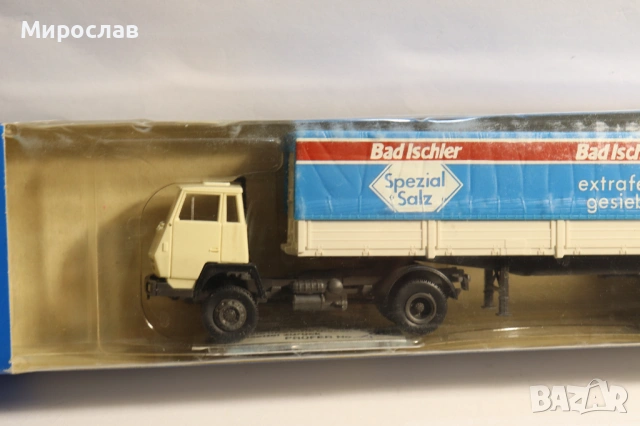 Мирослав
Bad Ischler
Bad Isch
Spezial
Salz
extrafe
gesieb
BAZAR